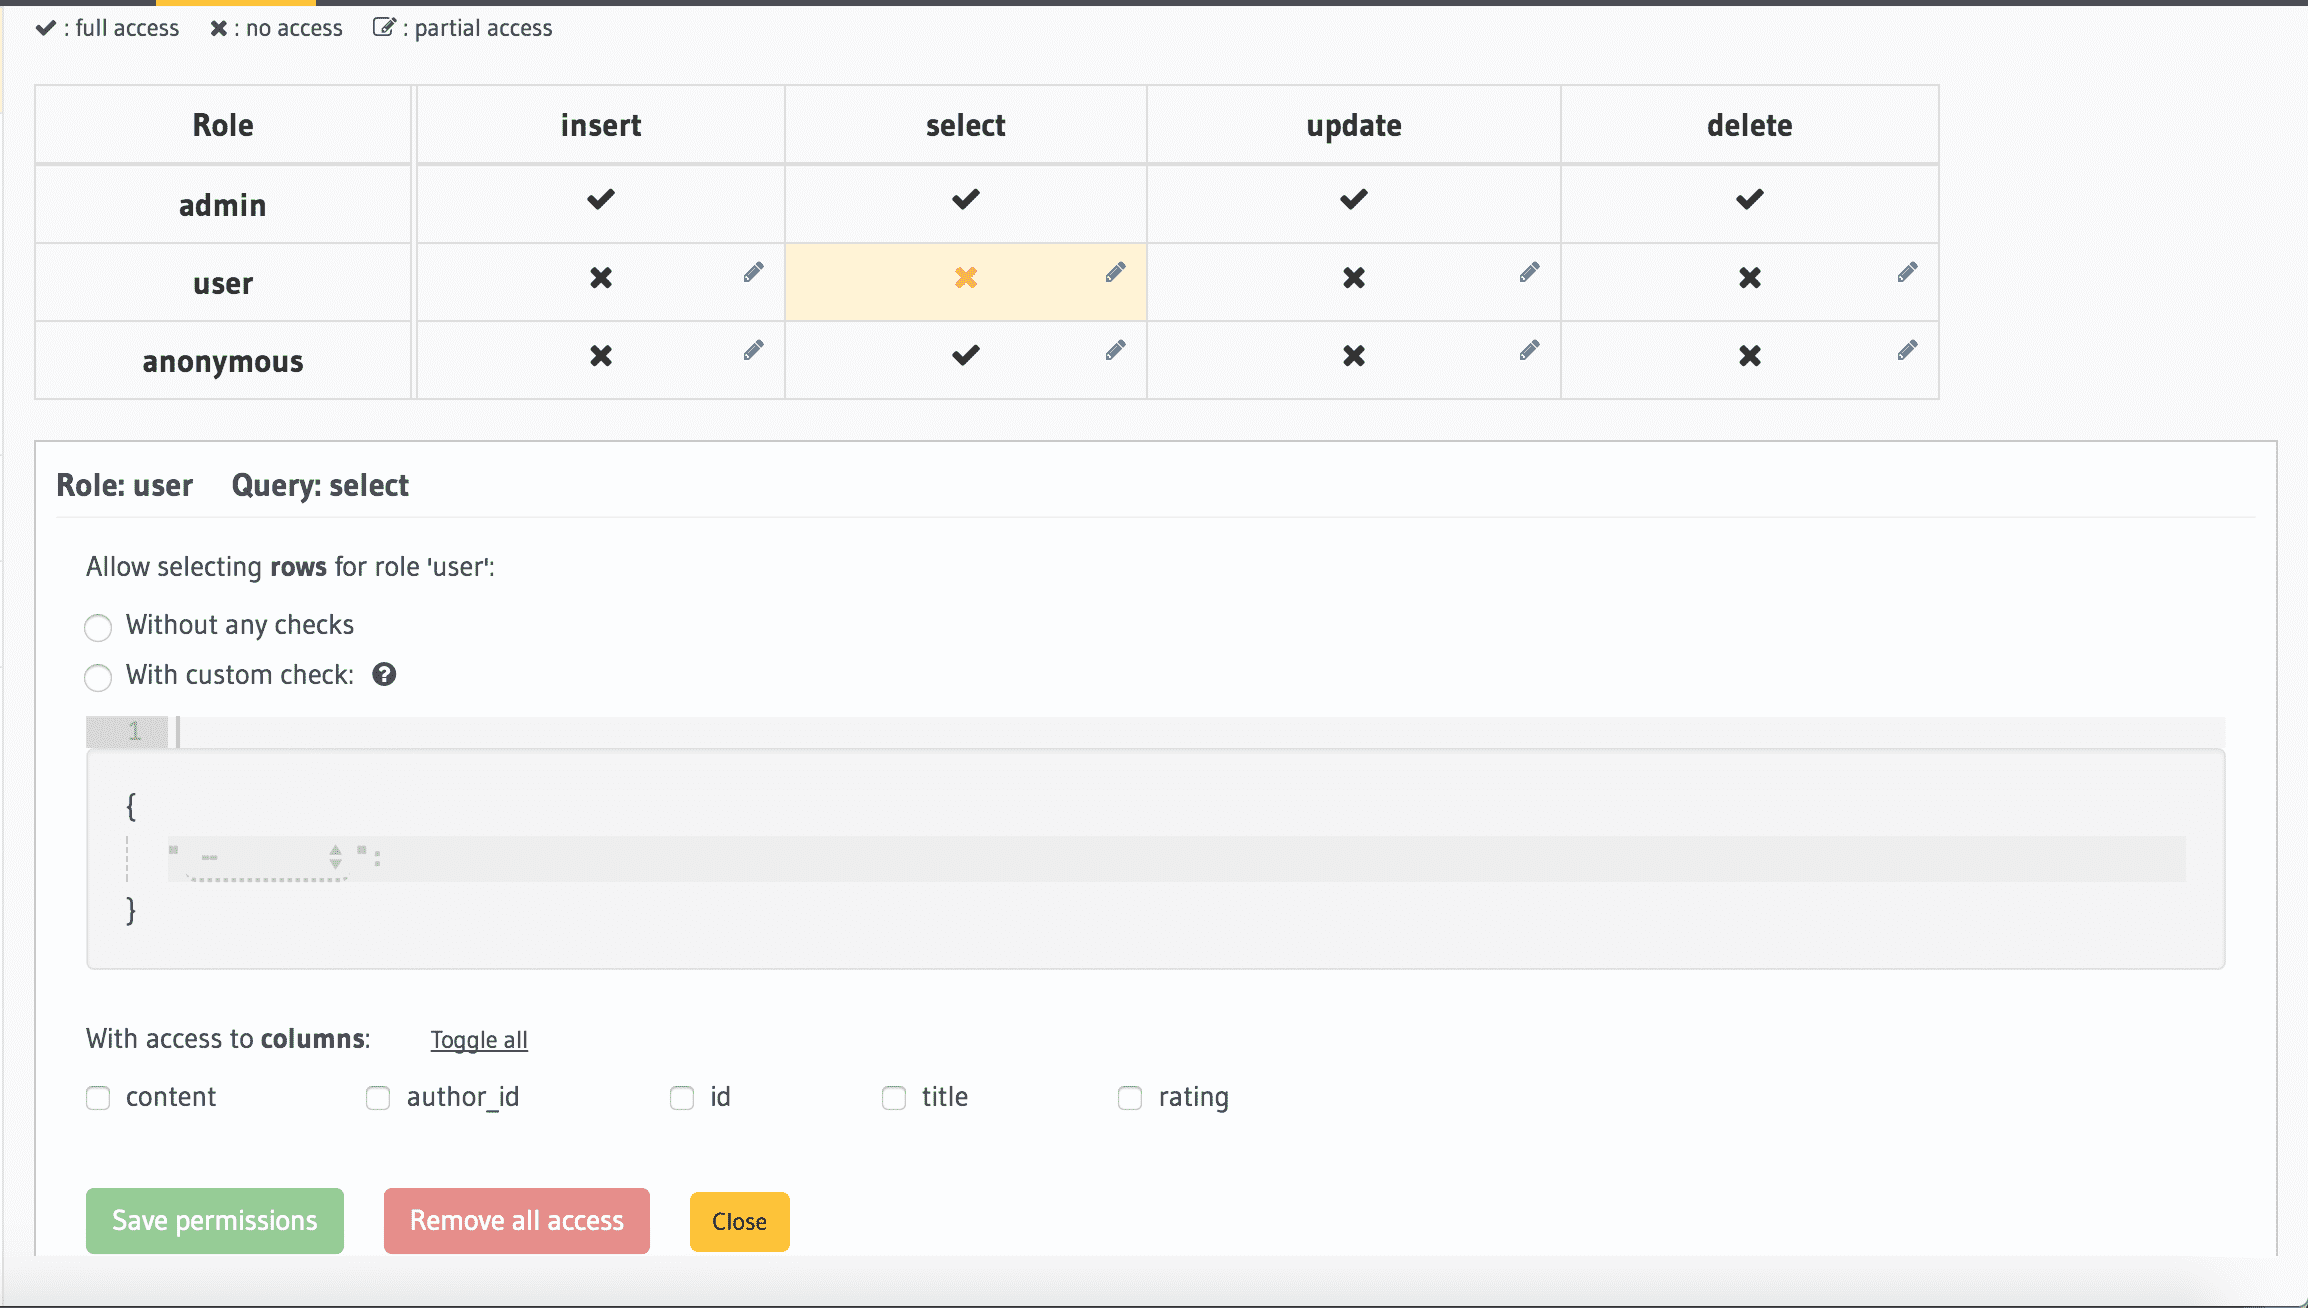 : full access : no access : partial access
Role insert select update delete
admin
user
anonymous
Role: user Query: select
Allow selecting rows for role 'user':
Without any checks
With custom check:
1
{
" -- ":
}
With access to columns: Toggle all
content author_id id title rating
Save permissions Remove all access Close